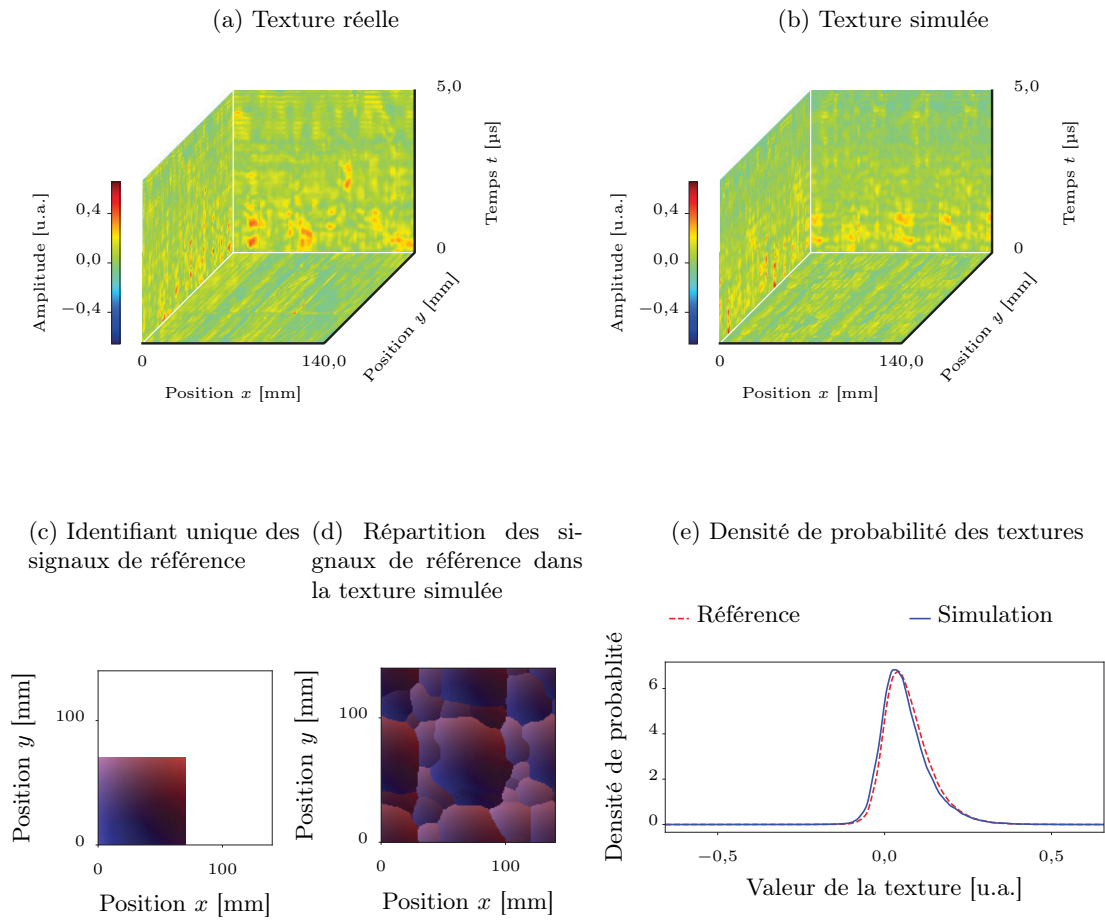 (a) Texture réelle
(b) Texture simulée
5,0
Temps t [µs]
0
Amplitude [u.a.]
0,4
0,0
−0,4
0
140,0
Position x [mm]
Position y [mm]
5,0
Temps t [µs]
0
Amplitude [u.a.]
0,4
0,0
−0,4
0
140,0
Position x [mm]
Position y [mm]
(c) Identifiant unique des
signaux de référence
(d) Répartition des si-
gnaux de référence dans
la texture simulée
(e) Densité de probabilité des textures
Position y [mm]
100
0
0
100
Position x [mm]
Position y [mm]
100
0
0
100
Position x [mm]
Référence
Simulation
Densité de probablité
6
4
2
0
−0,5
0,0
0,5
Valeur de la texture [u.a.]